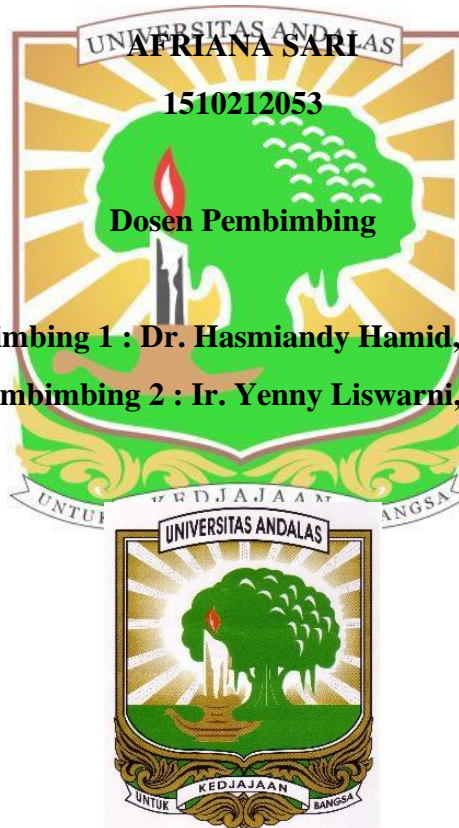 UNIVERSITAS ANDALAS
AFRIANA SARI
1510212053
Dosen Pembimbing
imbing 1 : Dr. Hasmiandy Hamid,
mbimbing 2 : Ir. Yenny Liswarni,
UNTUK KEDJAJAAN BANGSA
UNIVERSITAS ANDALAS
UNTUK KEDJAJAAN BANGSA